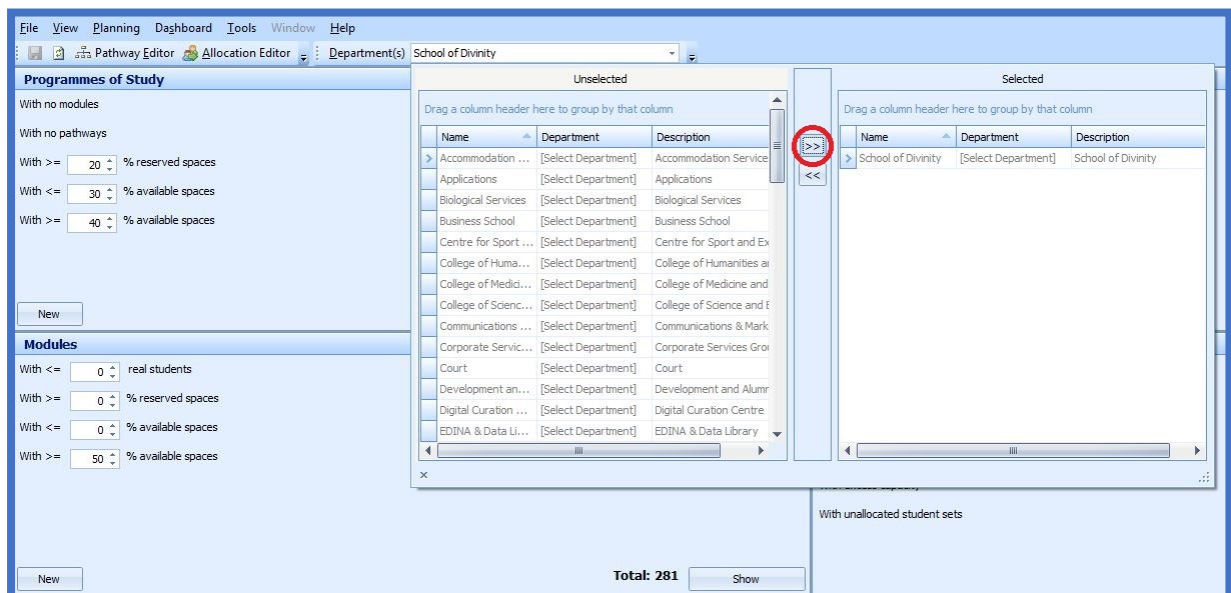 File View Planning Dashboard Tools Window Help
Pathway Editor Allocation Editor Department(s) School of Divinity
Programmes of Study
With no modules
With no pathways
With >= 20 % reserved spaces
With <= 30 % available spaces
With >= 40 % available spaces
New
Modules
With <= 0 real students
With >= 0 % reserved spaces
With <= 0 % available spaces
With >= 50 % available spaces
New
Total: 281 Show
Unselected
Drag a column header here to group by that column
Name Department Description
Accommodation ... [Select Department] Accommodation Service
Applications [Select Department] Applications
Biological Services [Select Department] Biological Services
Business School [Select Department] Business School
Centre for Sport ... [Select Department] Centre for Sport and Ex
College of Huma... [Select Department] College of Humanities a
College of Medici... [Select Department] College of Medicine and
College of Scienc... [Select Department] College of Science and E
Communications ... [Select Department] Communications & Mark
Corporate Servic... [Select Department] Corporate Services Gro
Court [Select Department] Court
Development an... [Select Department] Development and Alumn
Digital Curation ... [Select Department] Digital Curation Centre
EDINA & Data Li... [Select Department] EDINA & Data Library
>>
<<
Selected
Drag a column header here to group by that column
Name Department Description
School of Divinity [Select Department] School of Divinity
With unallocated student sets